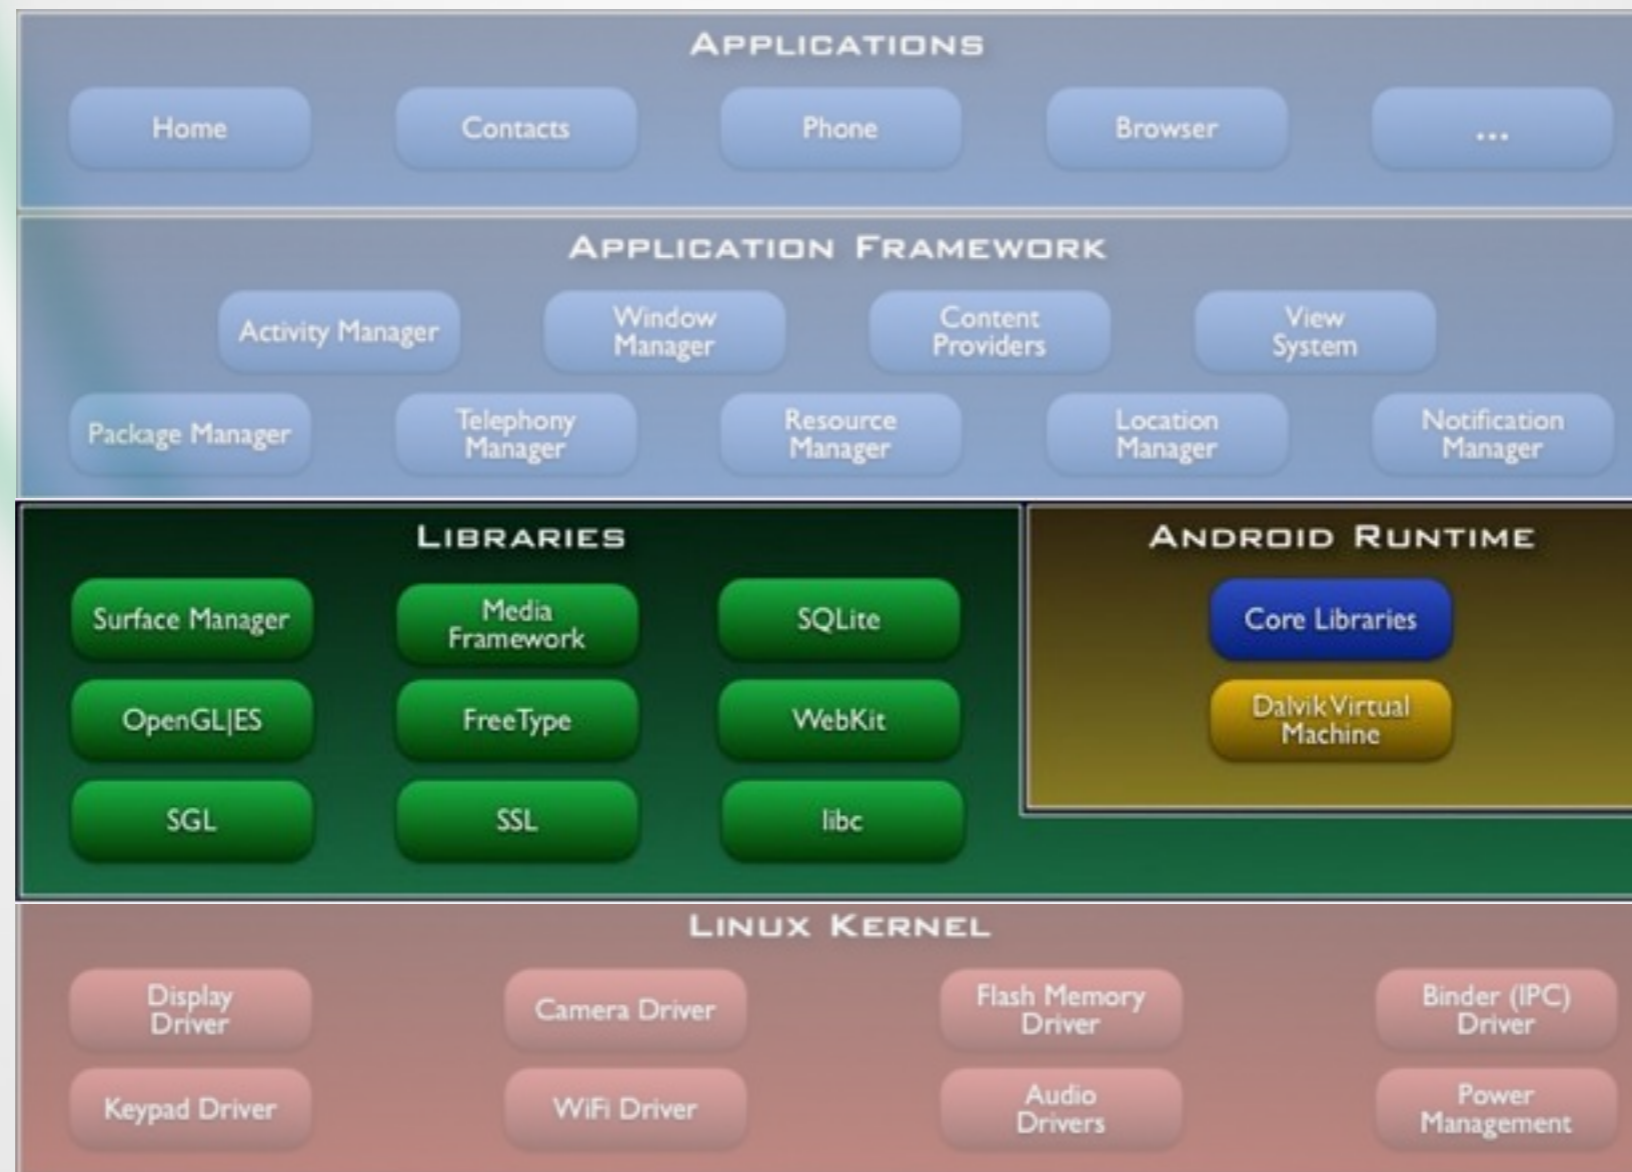 APPLICATIONS
Home
Contacts
Phone
Browser
...
APPLICATION FRAMEWORK
Activity Manager
Window
Manager
Content
Providers
View
System
Package Manager
Telephony
Manager
Resource
Manager
Location
Manager
Notification
Manager
LIBRARIES
Surface Manager
Media
Framework
SQLite
OpenGL|ES
FreeType
WebKit
SGL
SSL
libc
ANDROID RUNTIME
Core Libraries
Dalvik Virtual
Machine
LINUX KERNEL
Display
Driver
Camera Driver
Flash Memory
Driver
Binder (IPC)
Driver
Keypad Driver
WiFi Driver
Audio
Drivers
Power
Management